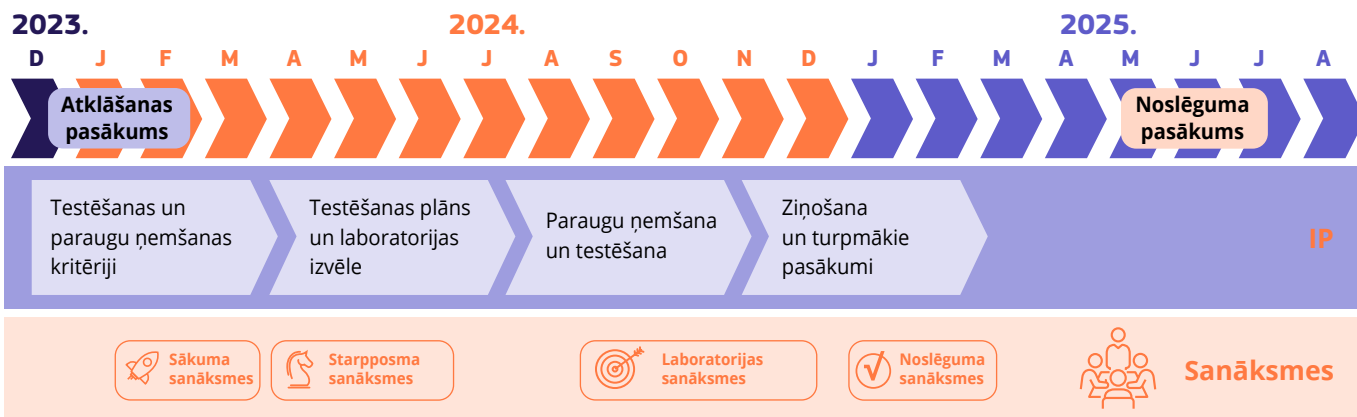 2023. 2024. 2025.
D J F M A M J J A S O N D J F M A M J J A
Atklāšanas
pasākums
Noslēguma
pasākums
Testēšanas un
paraugu ņemšanas
kritēriji
Testēšanas plāns
un laboratorijas
izvēle
Paraugu ņemšana
un testēšana
Ziņošana
un turpmākie
pasākumi
IP
Sākuma
sanāksmes
Starpposma
sanāksmes
Laboratorijas
sanāksmes
Noslēguma
sanāksmes
Sanāksmes